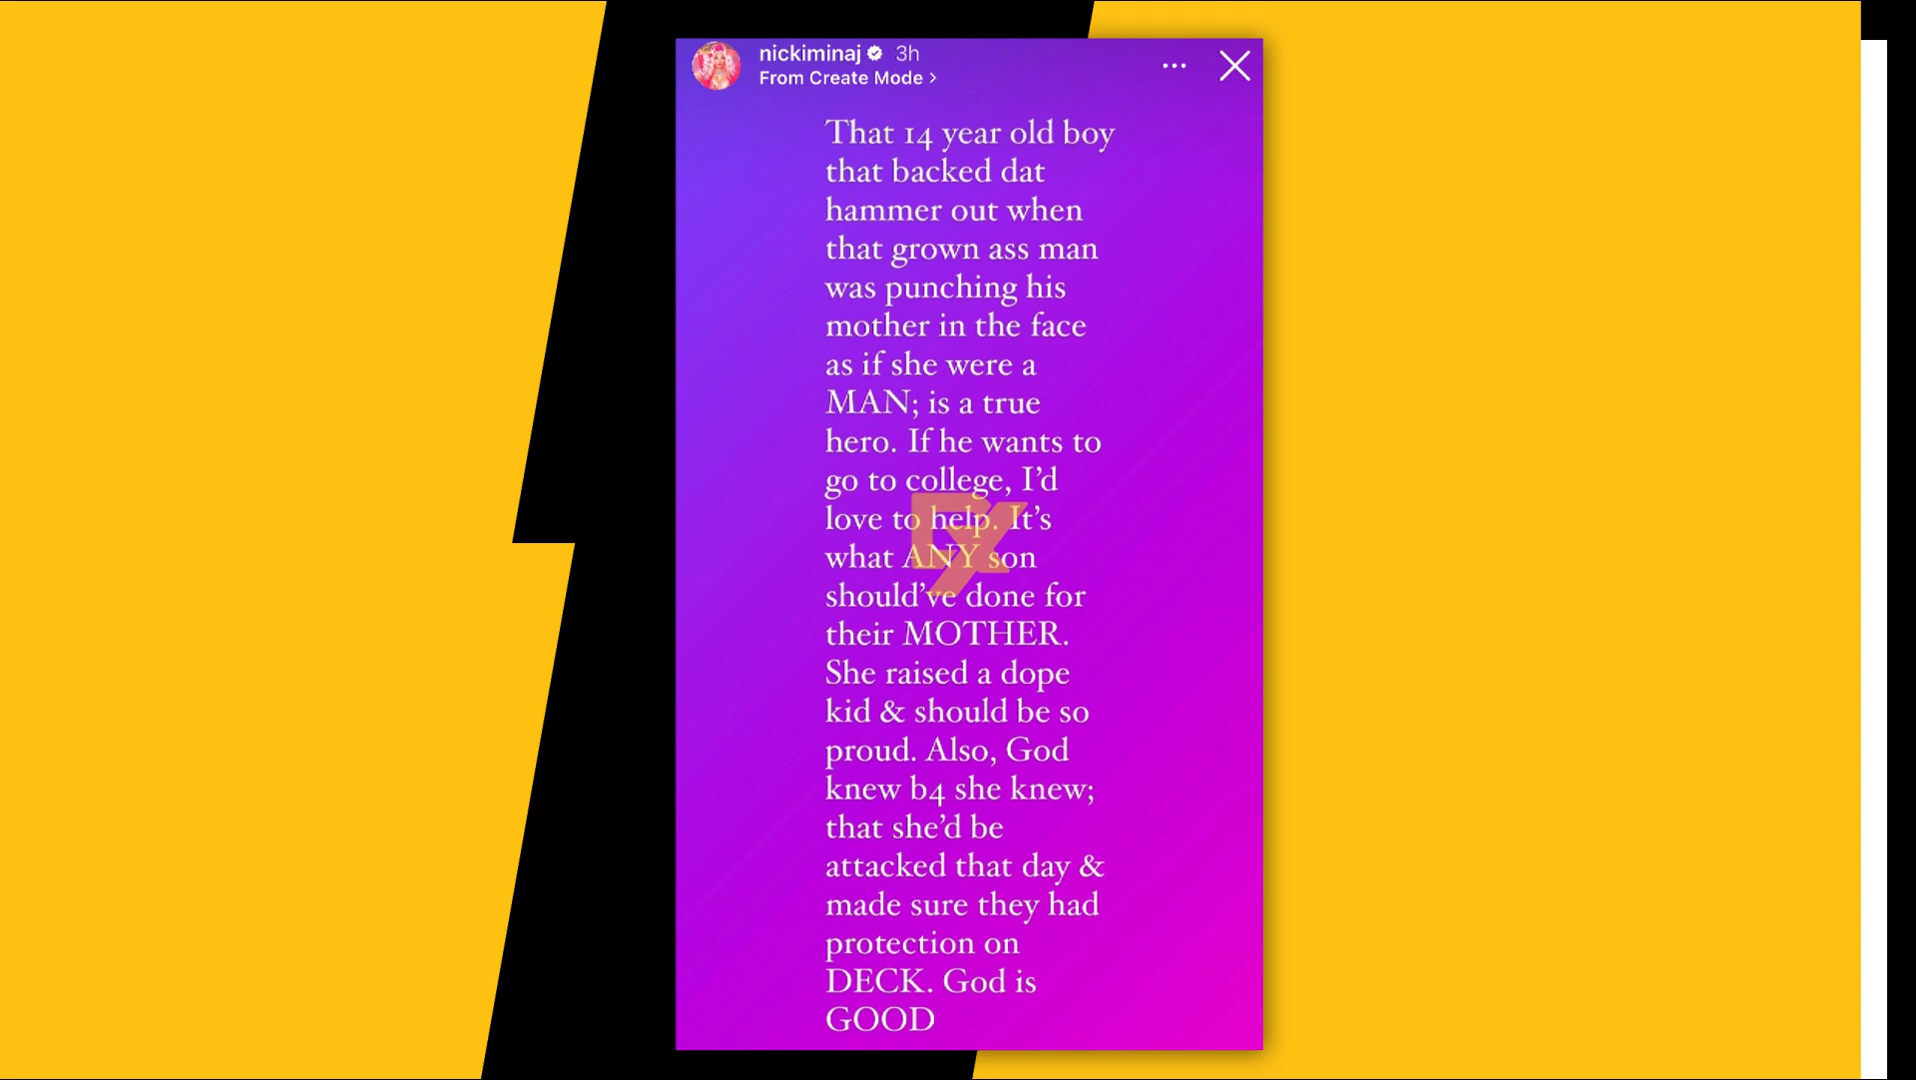 nickiminaj 3h
From Create Mode >
That 14 year old boy
that backed dat
hammer out when
that grown ass man
was punching his
mother in the face
as if she were a
MAN; is a true
hero. If he wants to
go to college, I'd
love to help. It's
what ANY son
should've done for
their MOTHER.
She raised a dope
kid & should be so
proud. Also, God
knew b4 she knew;
that she'd be
attacked that day &
made sure they had
protection on
DECK. God is
GOOD